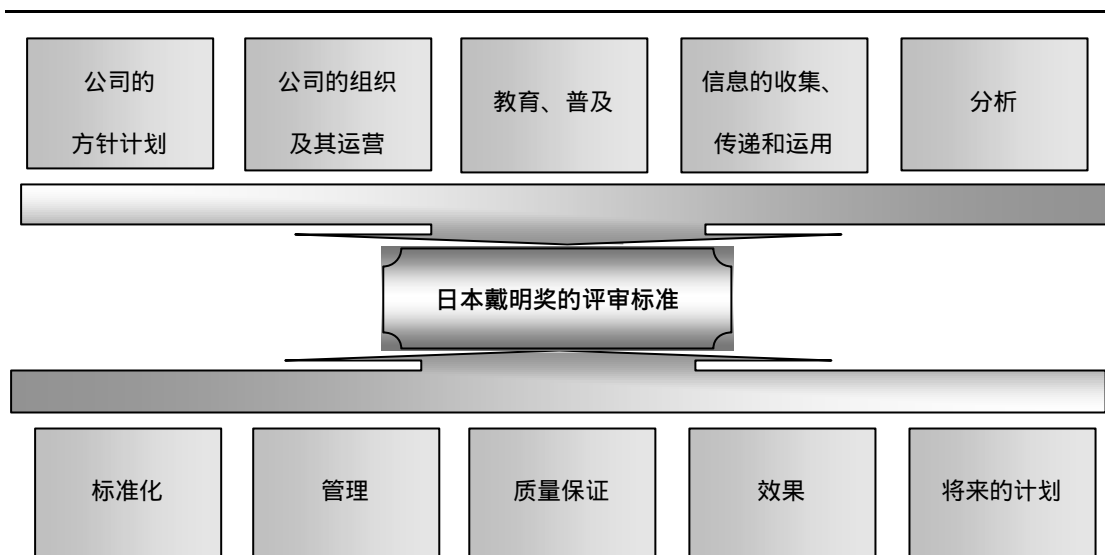 公司的
方针计划
公司的组织
及其运营
教育、普及
信息的收集、
传递和运用
分析
日本戴明奖的评审标准
标准化
管理
质量保证
效果
将来的计划